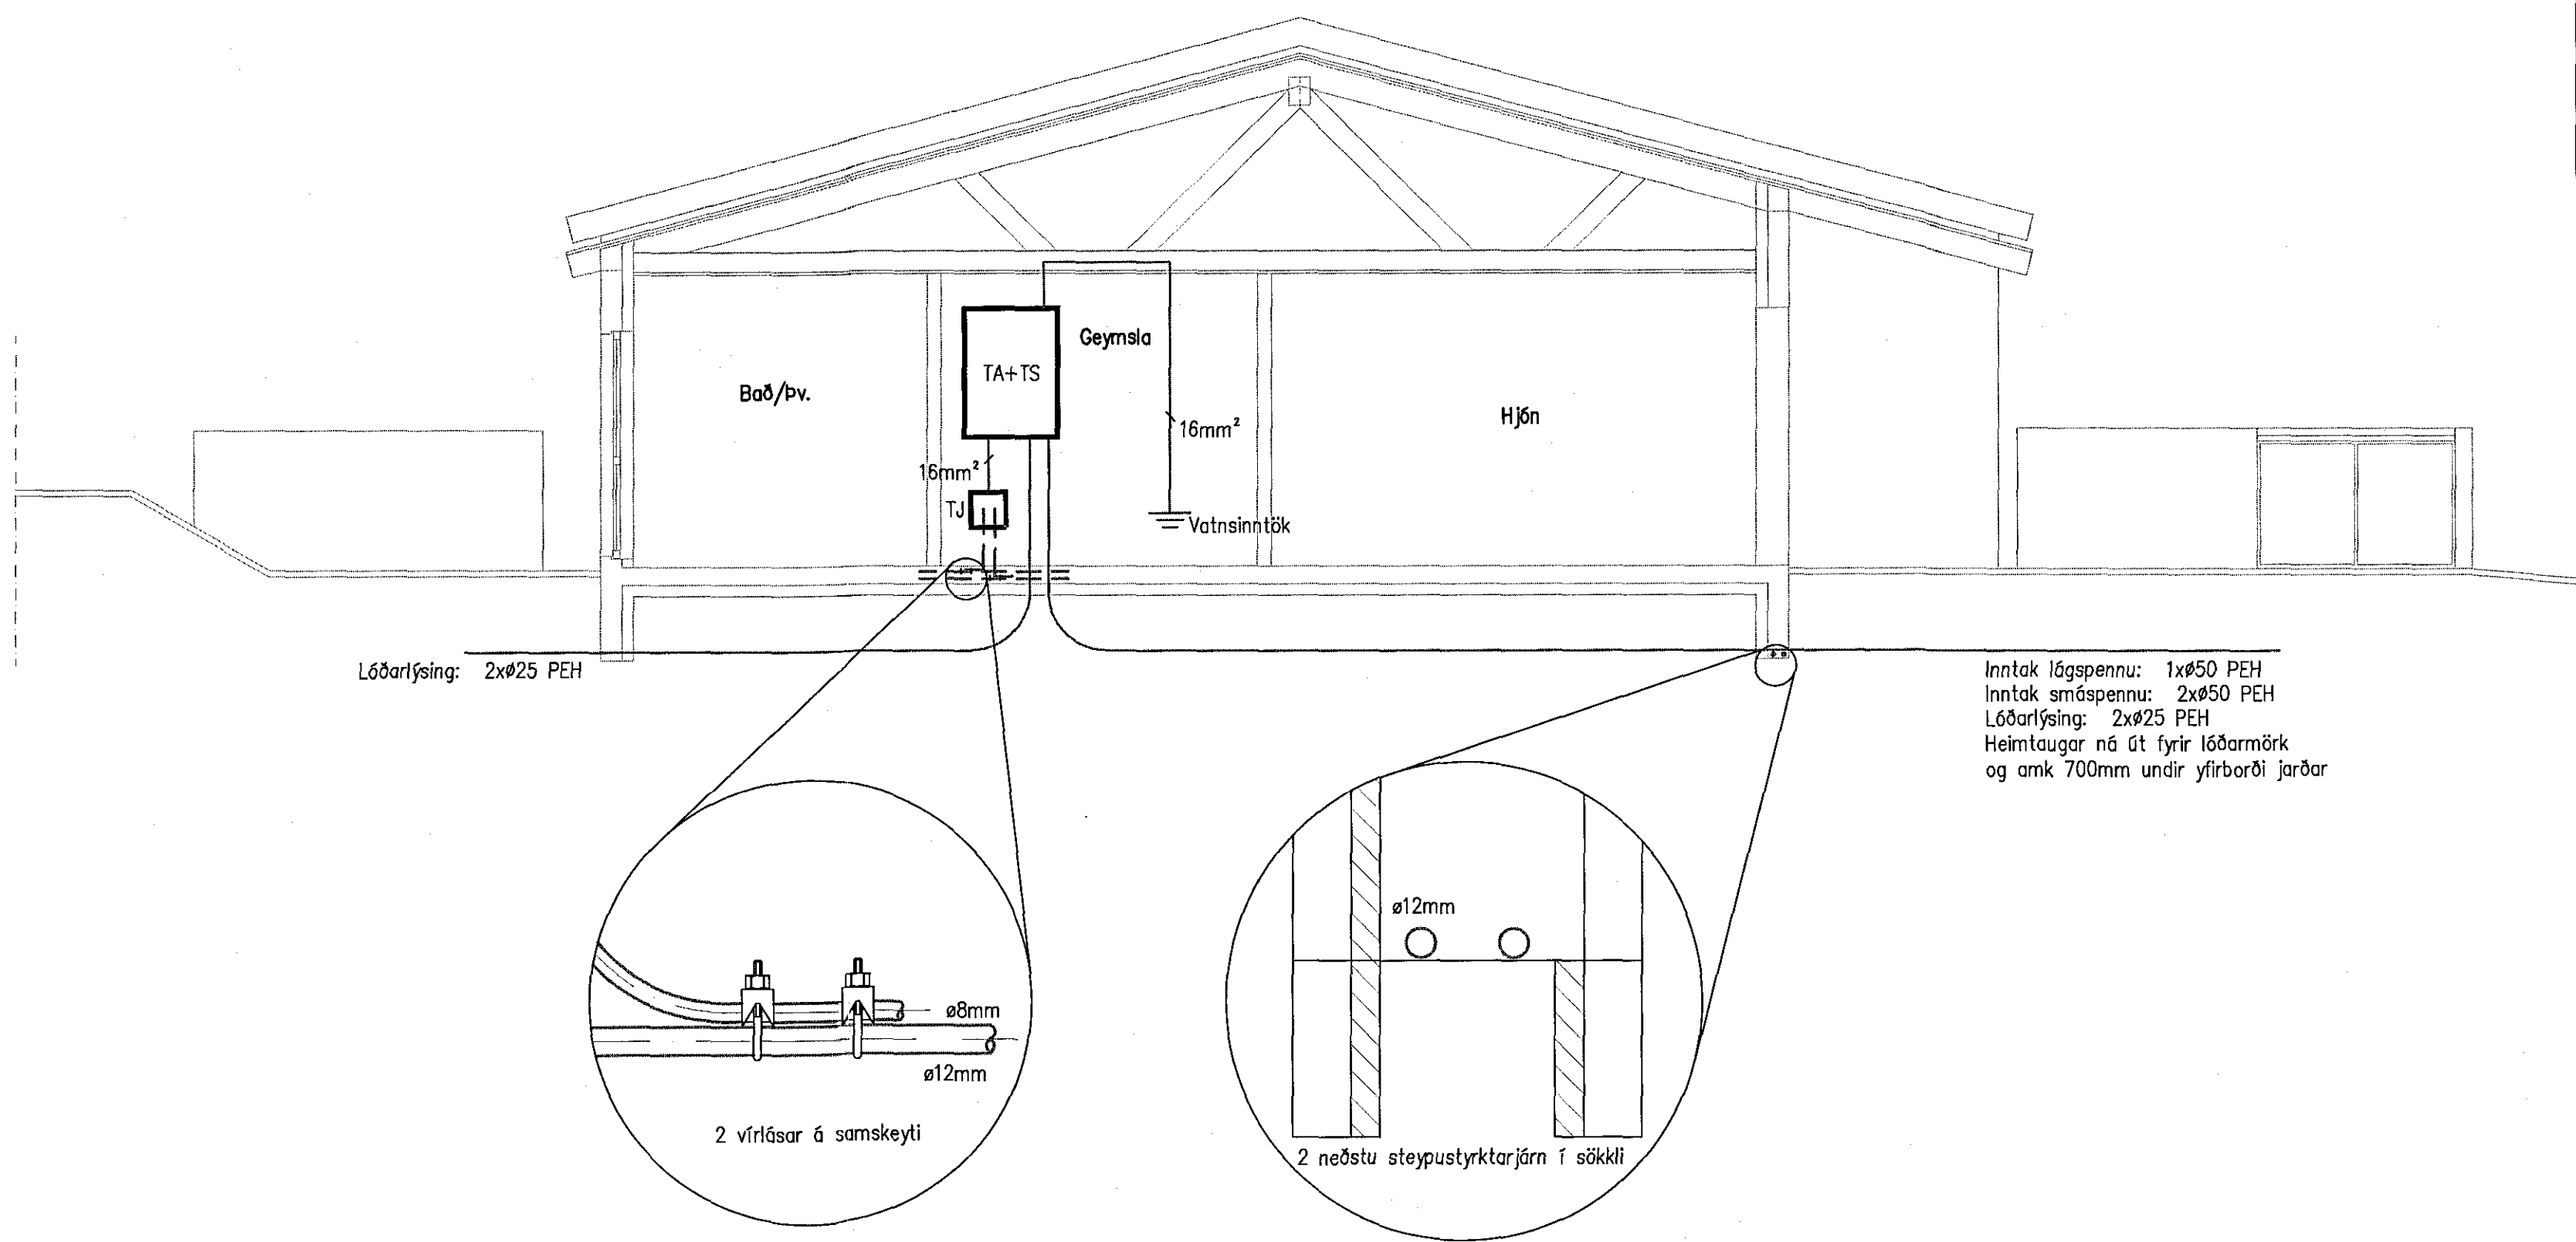 Geymsla
TA+TS
Bað/Þv.
Hjón
16mm²
16mm²
TJ
Vatnsinntök
Lóðarlýsing: 2xø25 PEH
Inntak lágspennu: 1xø50 PEH
Inntak smáspennu: 2xø50 PEH
Lóðarlýsing: 2xø25 PEH
Heimtaugar ná út fyrir lóðarmörk
og amk 700mm undir yfirborði jarðar
ø8mm
ø12mm
2 vírlásar á samskeyti
ø12mm
2 neðstu steypustyrktarjárn í sökkli